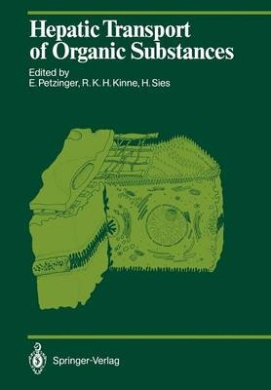 Hepatic Transport
of Organic Substances
Edited by
E. Petzinger, R. K. H. Kinne, H. Sies
Springer-Verlag